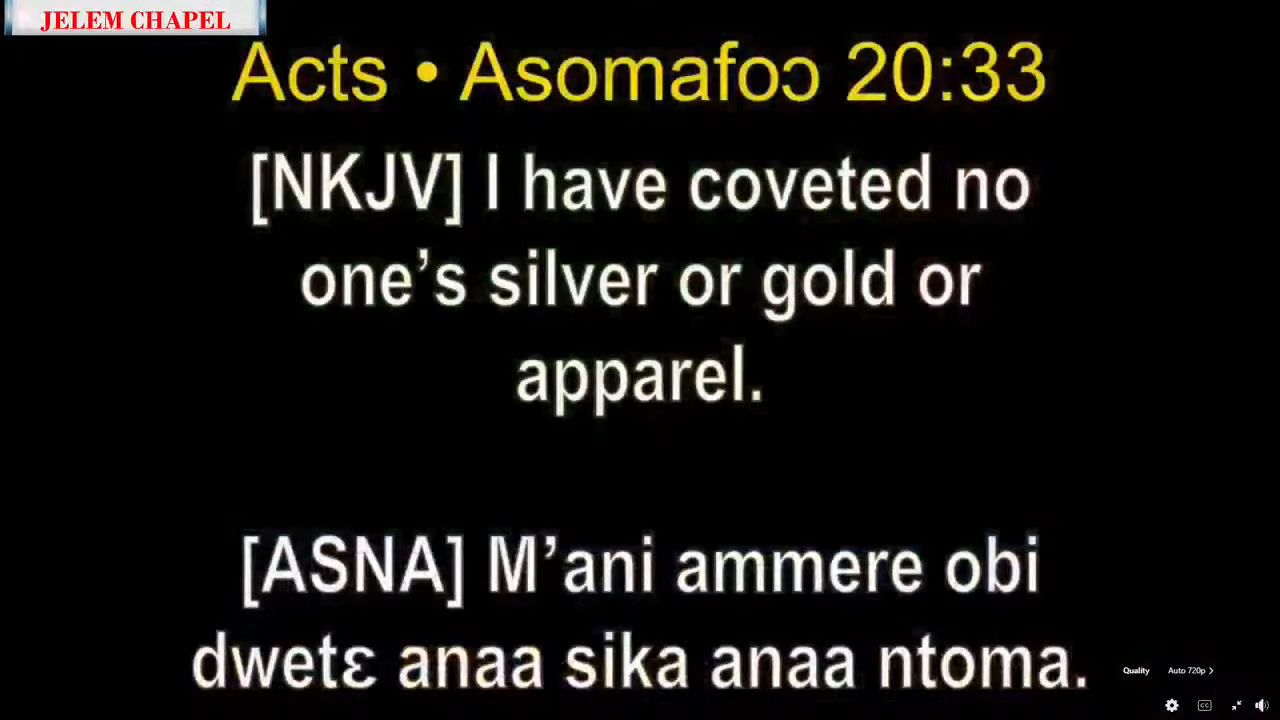 JELEM CHAPEL
Acts • Asomafoɔ 20:33
[NKJV] I have coveted no
one’s silver or gold or
apparel.
[ASNA] M’ani ammere obi
dwetɛ anaa sika anaa ntoma.
Quality Auto 720p
CC